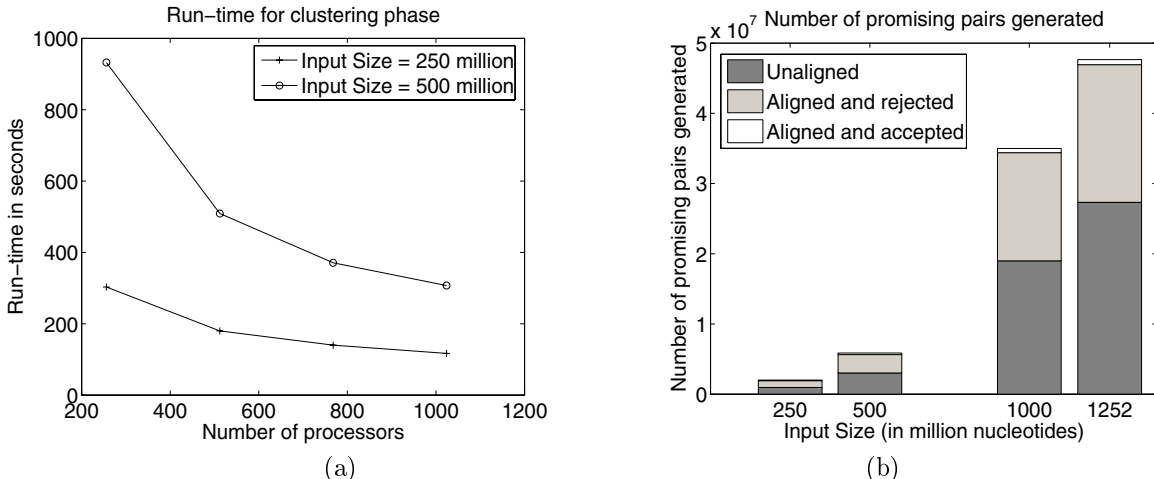 Run-time for clustering phase
1000
800
600
400
200
0
200 400 600 800 1000 1200
Run-time in seconds
Number of processors
Input Size = 250 million
Input Size = 500 million
(a)
Number of promising pairs generated
x 10^7
5
4
3
2
1
0
250 500 1000 1252
Number of promising pairs generated
Input Size (in million nucleotides)
Unaligned
Aligned and rejected
Aligned and accepted
(b)